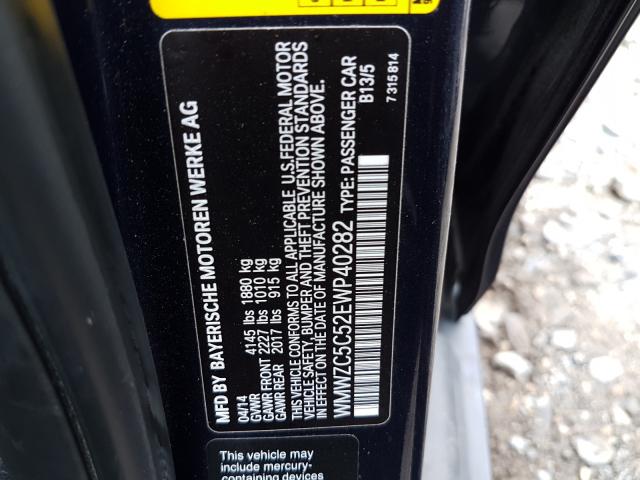 MFD BY BAYERISCHE MOTOREN WERKE AG
04/14
GVWR 4145 lbs 1880 kg
GAWR FRONT 2227 lbs 1010 kg
GAWR REAR 2017 lbs 915 kg
THIS VEHICLE CONFORMS TO ALL APPLICABLE U.S.FEDERAL MOTOR
VEHICLE SAFETY, BUMPER AND THEFT PREVENTION STANDARDS
IN EFFECT ON THE DATE OF MANUFACTURE SHOWN ABOVE.
WMWZC5C52EWP40282 TYPE: PASSENGER CAR
B13/5
7 315 814
This vehicle may
include mercury-
containing devices